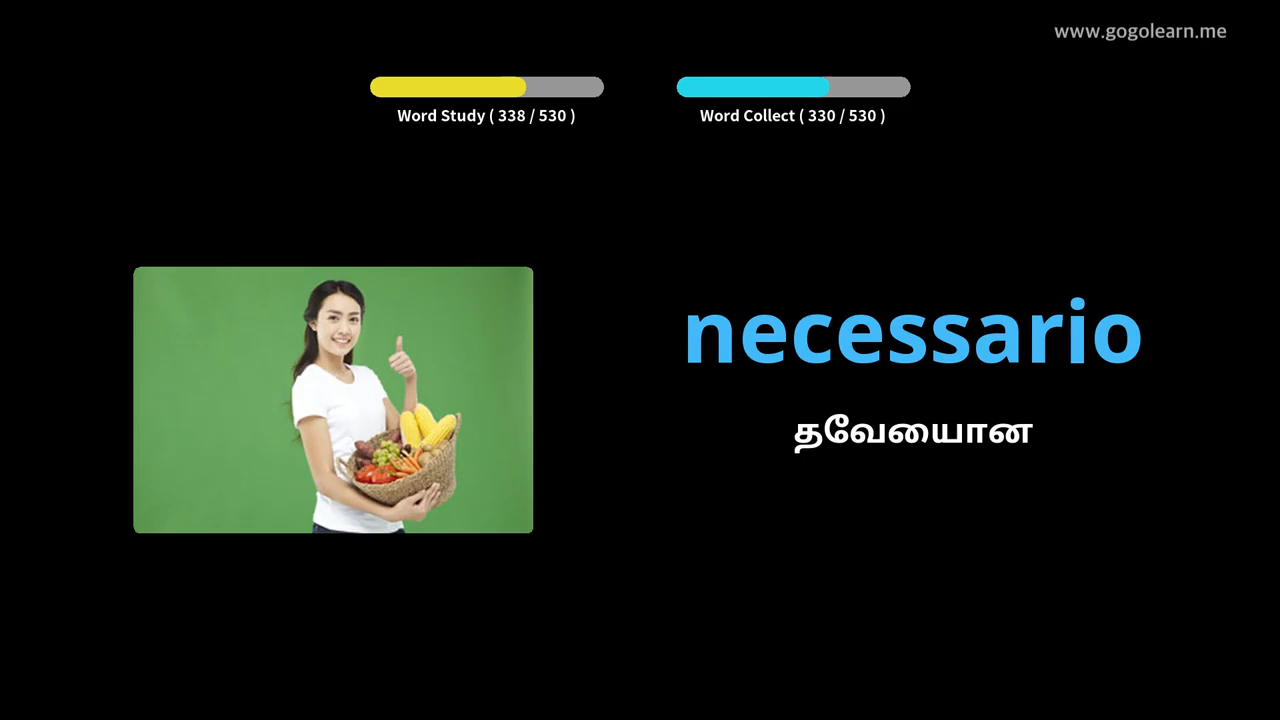 www.gogolearn.me
Word Study ( 338 / 530 )
Word Collect ( 330 / 530 )
necessario
தவேயைான